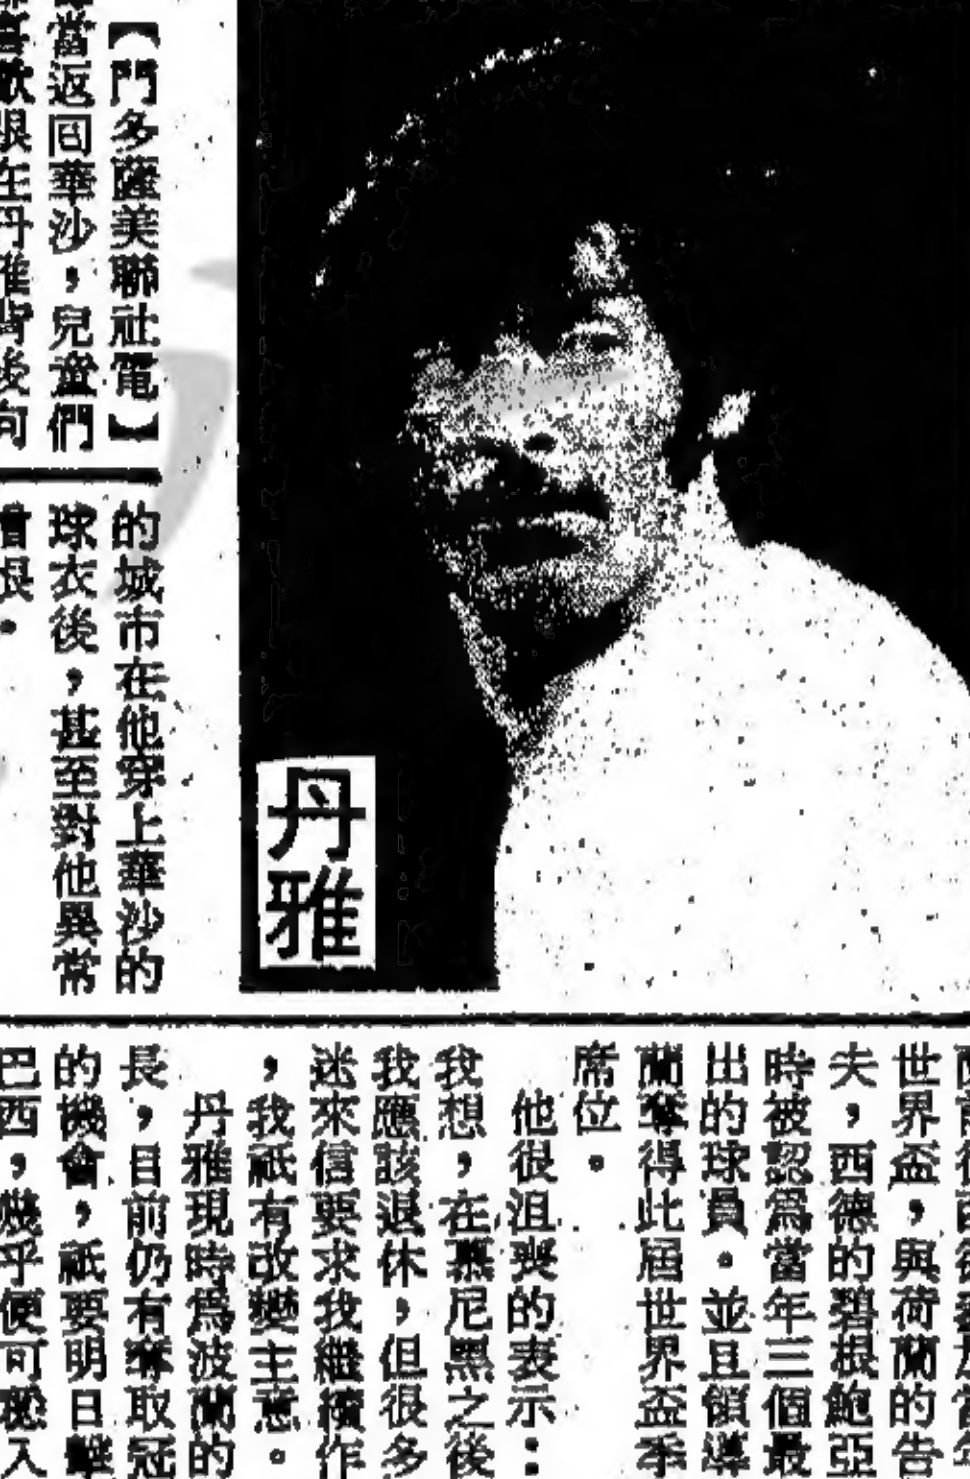 【門多薩美聯社電】
當返囘華沙，兒童們
喜歡跟在丹雅背後向
的城市在他穿上華沙的
球衣後，甚至對他異常
憎恨。
丹雅
世界盃，與荷蘭的告
夫，西德的碧根鮑亞
時被認爲當年三個最
出的球員。並且領導
蘭奪得此屆世界盃季
席位。
他很沮喪的表示：
我想，在慕尼黑之後
我應該退休，但很多
迷來信要求我繼續作
，我祇有改變主意。
丹雅現時爲波蘭的
長，目前仍有奪取冠
的機會，祇要明日擊
巴西，幾乎便可穩入